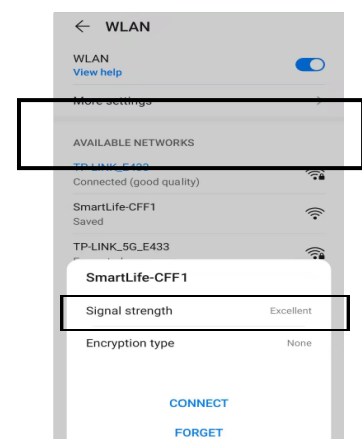 ← WLAN
WLAN
View help
More settings
AVAILABLE NETWORKS
TP-LINK_E433
Connected (good quality)
SmartLife-CFF1
Saved
TP-LINK_5G_E433
SmartLife-CFF1
Signal strength Excellent
Encryption type None
CONNECT
FORGET